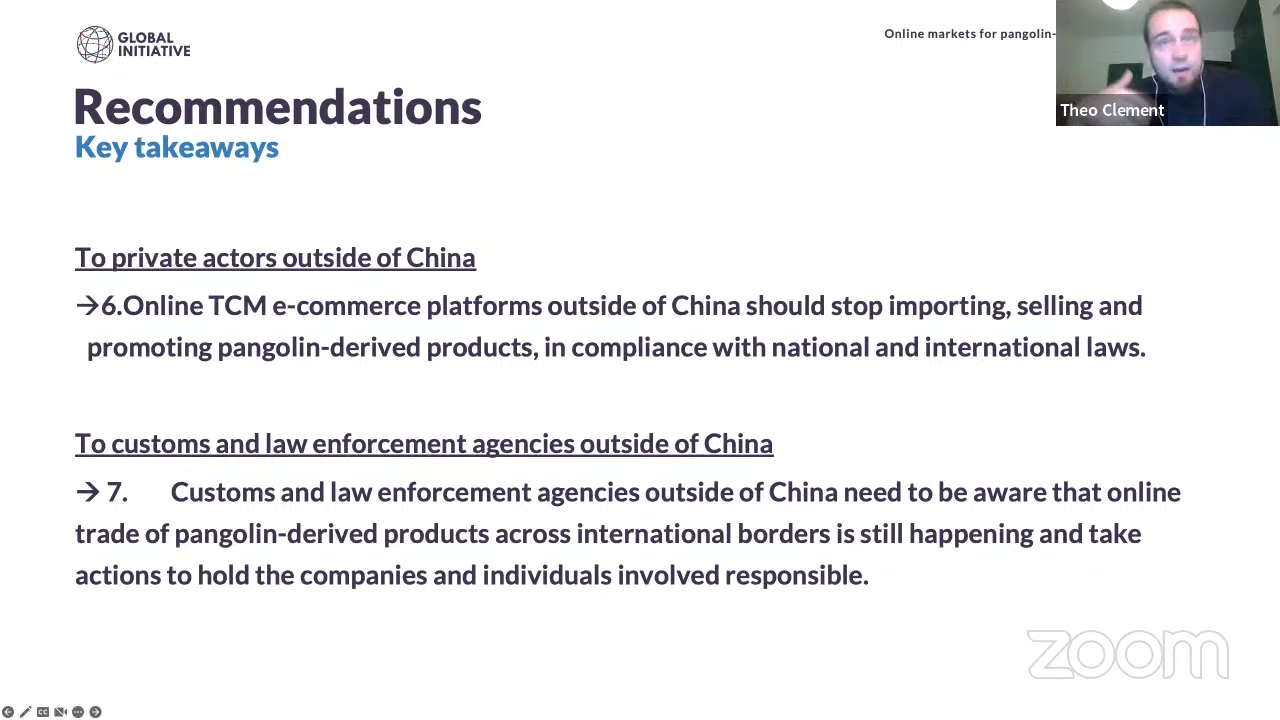 GLOBAL
INITIATIVE
Online markets for pangolin-
Theo Clement
Recommendations
Key takeaways
To private actors outside of China
→6.Online TCM e-commerce platforms outside of China should stop importing, selling and
promoting pangolin-derived products, in compliance with national and international laws.
To customs and law enforcement agencies outside of China
→ 7. Customs and law enforcement agencies outside of China need to be aware that online
trade of pangolin-derived products across international borders is still happening and take
actions to hold the companies and individuals involved responsible.
zoom